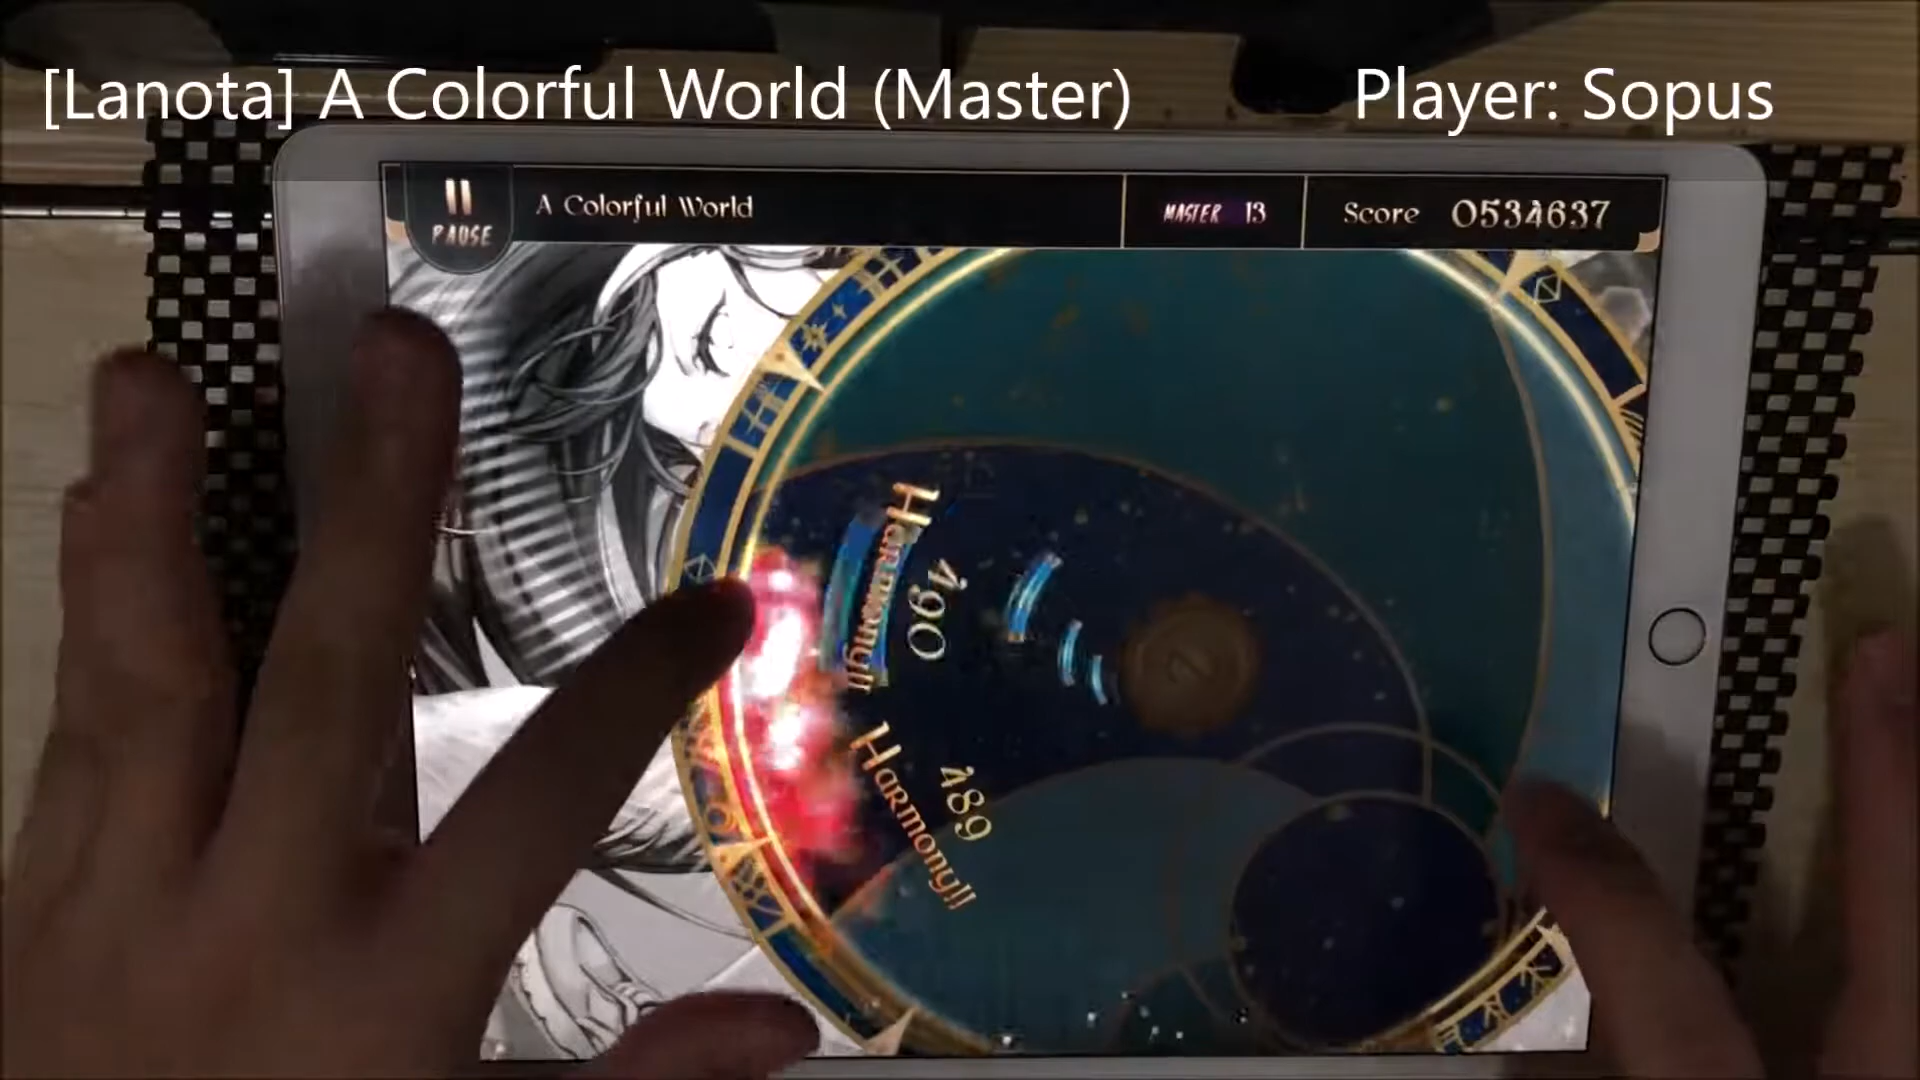 [Lanota] A Colorful World (Master)
Player: Sopus
PAUSE
A Colorful World
MASTER 13
Score 0534637
Harmony!!
490
489
Harmony!!